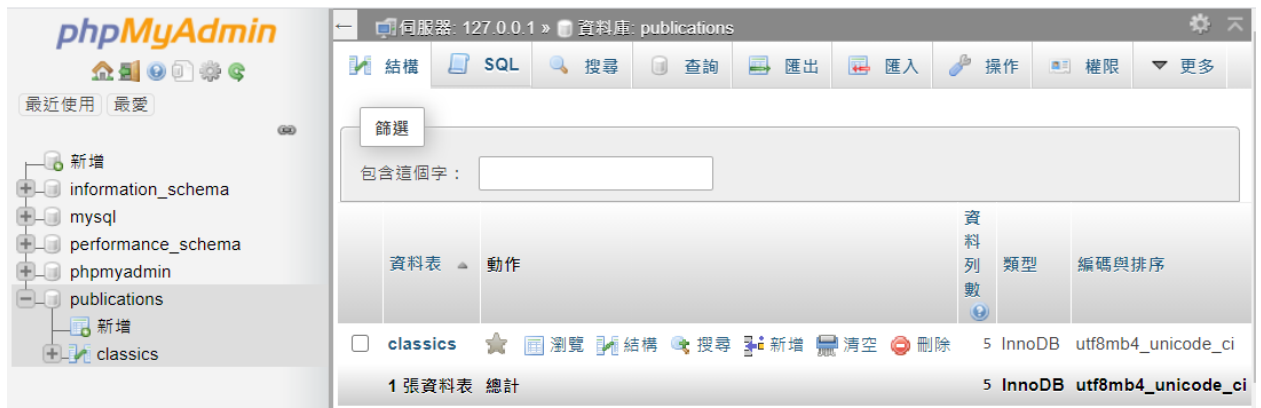 phpMyAdmin
最近使用 最愛
新增
information_schema
mysql
performance_schema
phpmyadmin
publications
新增
classics
伺服器: 127.0.0.1 » 資料庫: publications
結構 SQL 搜尋 查詢 匯出 匯入 操作 權限 更多
篩選
包含這個字：
資料表 動作 資料列數 類型 編碼與排序
classics 瀏覽 結構 搜尋 新增 清空 刪除 5 InnoDB utf8mb4_unicode_ci
1 張資料表 總計 5 InnoDB utf8mb4_unicode_ci